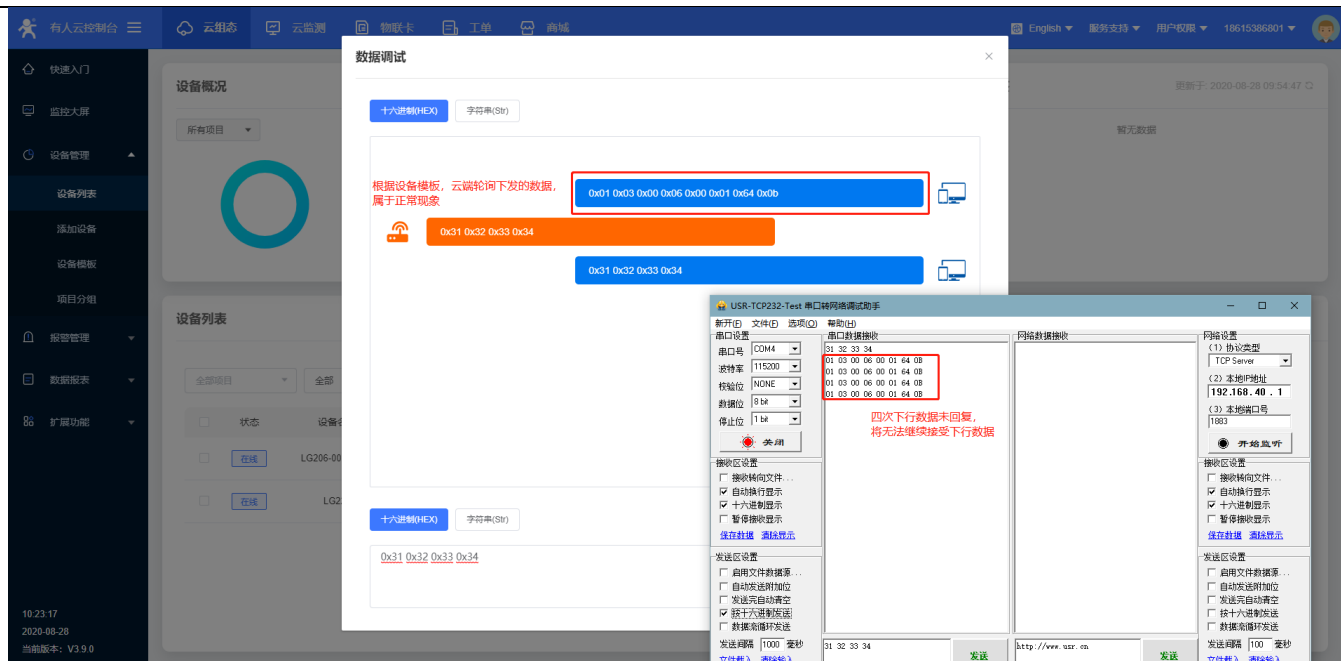 有人云控制台
云组态
云监测
物联卡
工单
商城
English
服务支持
用户权限
18615386801
快速入门
监控大屏
设备管理
设备列表
添加设备
设备模板
项目分组
报警管理
数据报表
扩展功能
10:23:17
2020-08-28
当前版本：V3.9.0
设备概况
更新于: 2020-08-28 09:54:47
所有项目
暂无数据
设备列表
全部项目
全部
状态
在线
LG206-00
在线
数据调试
十六进制(HEX)
字符串(Str)
根据设备模板，云端轮询下发的数据，
属于正常现象
0x01 0x03 0x00 0x06 0x00 0x01 0x64 0x0b
0x31 0x32 0x33 0x34
0x31 0x32 0x33 0x34
十六进制(HEX)
字符串(Str)
0x31 0x32 0x33 0x34
USR-TCP232-Test 串口转网络调试助手
新开(F) 文件(F) 选项(O) 帮助(H)
串口设置
串口号 COM4
波特率 115200
校验位 NONE
数据位 8 bit
停止位 1 bit
关闭
接收区设置
接收转向文件...
自动换行显示
十六进制显示
暂停接收显示
保存数据 清除显示
发送区设置
启用文件数据源...
自动发送附加位
发送完自动清空
按十六进制发送
数据流循环发送
发送间隔 1000 毫秒
文件载入 清除输入
串口数据接收
31 32 33 34
01 03 00 06 00 01 64 0B
01 03 00 06 00 01 64 0B
01 03 00 06 00 01 64 0B
01 03 00 06 00 01 64 0B
四次下行数据未回复，
将无法继续接受下行数据
31 32 33 34
发送
网络数据接收
http://www.usr.cn
发送
网络设置
(1) 协议类型
TCP Server
(2) 本地IP地址
192.168.40.1
(3) 本地端口号
1883
开始监听
接收区设置
接收转向文件...
自动换行显示
十六进制显示
暂停接收显示
保存数据 清除显示
发送区设置
启用文件数据源...
自动发送附加位
发送完自动清空
按十六进制发送
数据流循环发送
发送间隔 100 毫秒
文件载入 清除输入